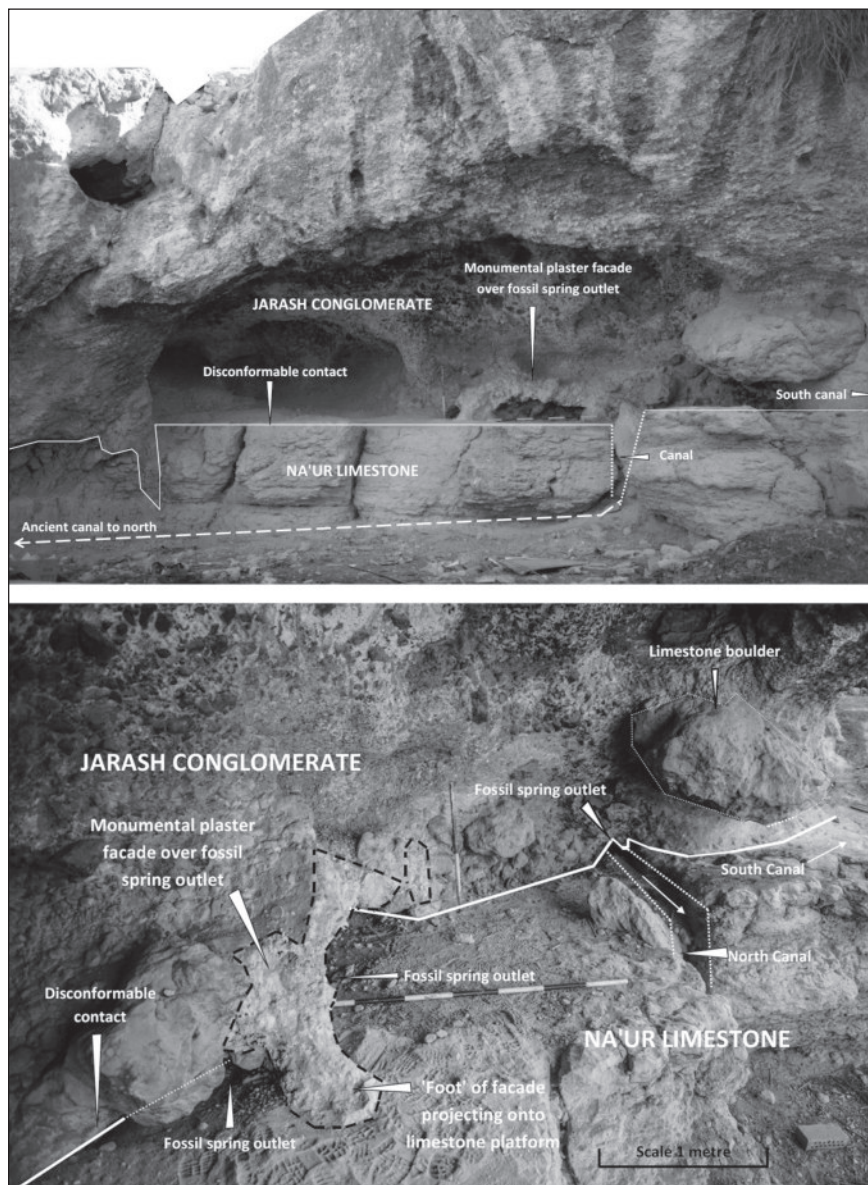 Monumental plaster facade
over fossil spring outlet
JARASH CONGLOMERATE
Disconformable contact
South canal
NA'UR LIMESTONE
Canal
Ancient canal to north
Limestone boulder
JARASH CONGLOMERATE
Fossil spring outlet
Monumental plaster
facade over fossil
spring outlet
South Canal
North Canal
Fossil spring outlet
Disconformable
contact
NA'UR LIMESTONE
'Foot' of facade
projecting onto
limestone platform
Fossil spring outlet
Scale 1 metre